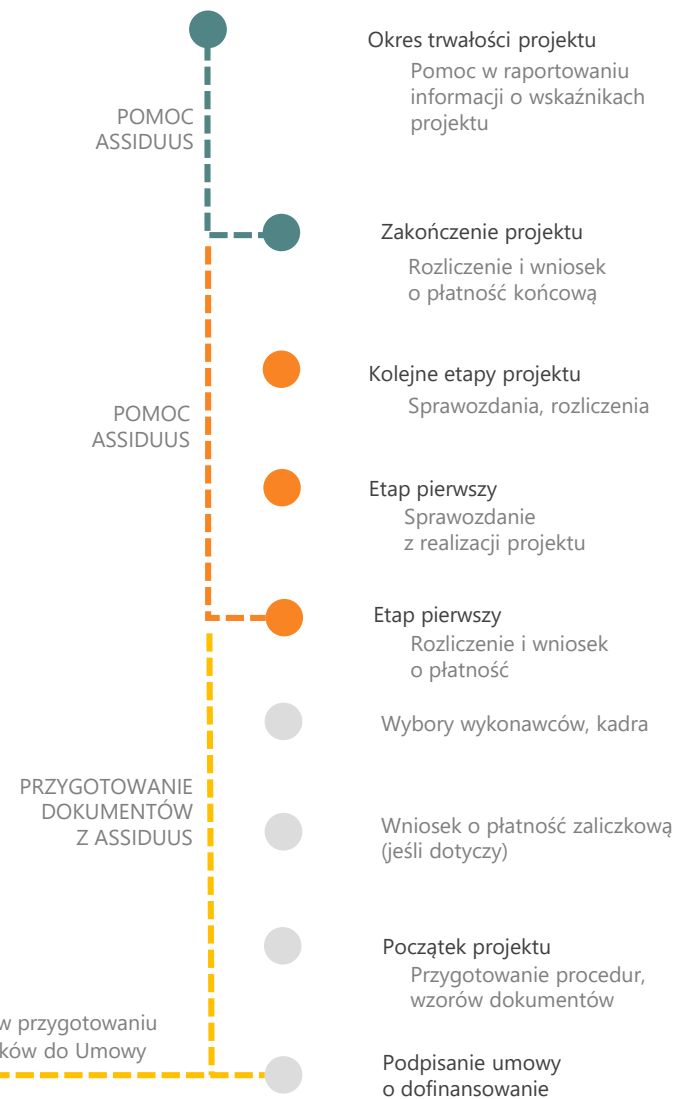 Okres trwałości projektu
Pomoc w raportowaniu
informacji o wskaźnikach
projektu
POMOC
ASSIDUUS
Zakończenie projektu
Rozliczenie i wniosek
o płatność końcową
Kolejne etapy projektu
Sprawozdania, rozliczenia
POMOC
ASSIDUUS
Etap pierwszy
Sprawozdanie
z realizacji projektu
Etap pierwszy
Rozliczenie i wniosek
o płatność
Wybory wykonawców, kadra
PRZYGOTOWANIE
DOKUMENTÓW
Z ASSIDUUS
Wniosek o płatność zaliczkową
(jeśli dotyczy)
Początek projektu
Przygotowanie procedur,
wzorów dokumentów
w przygotowaniu
ków do Umowy
Podpisanie umowy
o dofinansowanie